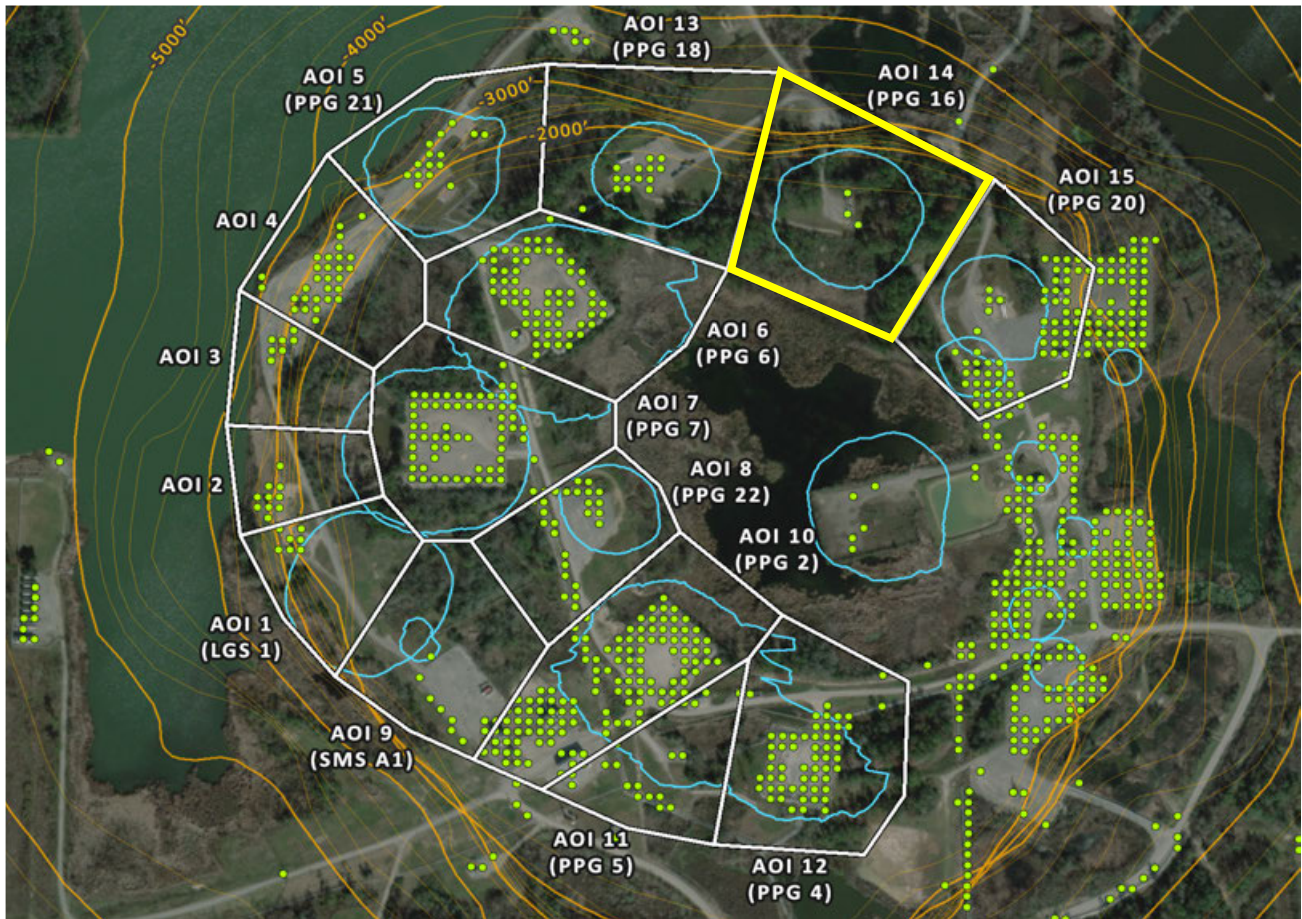 -5000'
-4000'
AOI 13
(PPG 18)
AOI 5
(PPG 21)
AOI 14
(PPG 16)
-3000'
-2000'
AOI 15
(PPG 20)
AOI 4
AOI 6
(PPG 6)
AOI 3
AOI 7
(PPG 7)
AOI 8
(PPG 22)
AOI 2
AOI 10
(PPG 2)
AOI 1
(LGS 1)
AOI 9
(SMS A1)
AOI 11
(PPG 5)
AOI 12
(PPG 4)